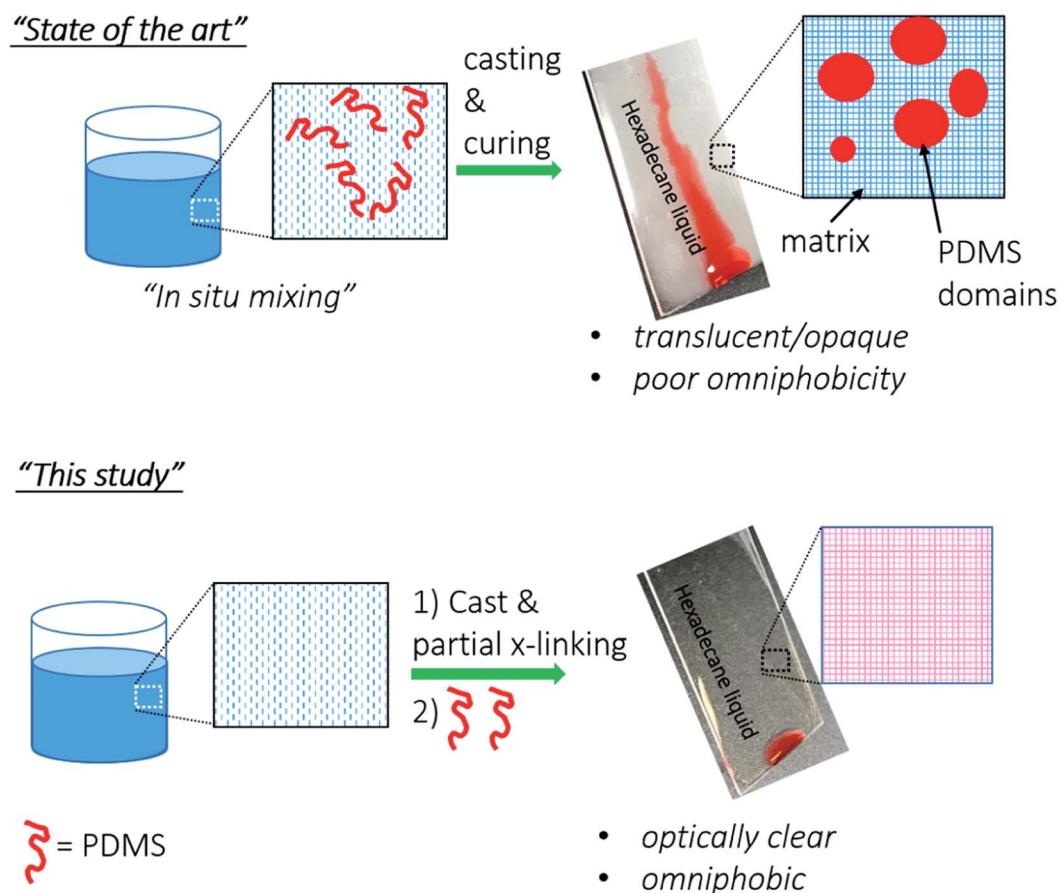 “State of the art”
casting
&
curing
Hexadecane liquid
matrix
PDMS
domains
“In situ mixing”
• translucent/opaque
• poor omniphobicity
“This study”
1) Cast &
partial x-linking
2)
Hexadecane liquid
= PDMS
• optically clear
• omniphobic